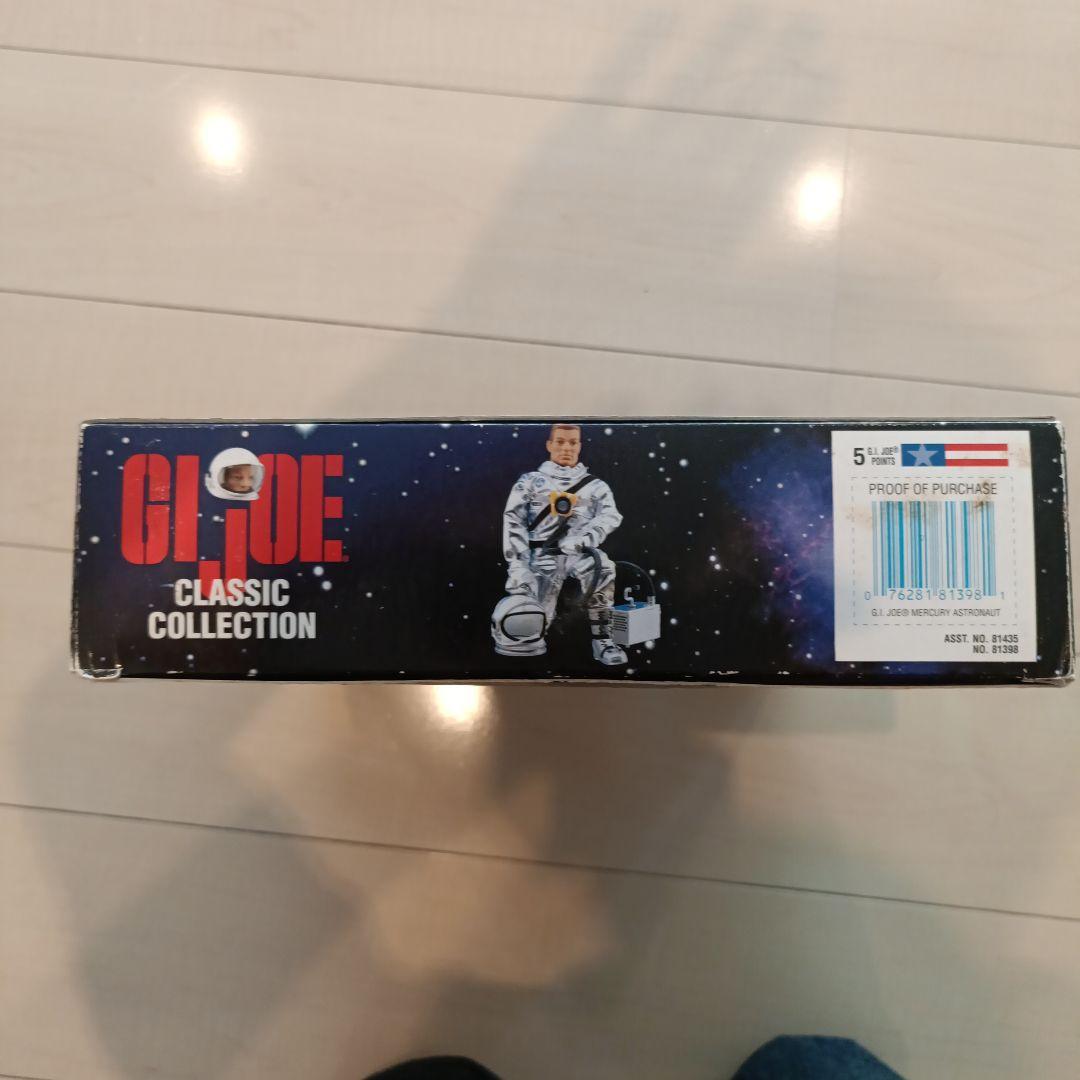 GI JOE®
CLASSIC
COLLECTION
5 G.I. JOE®
POINTS
PROOF OF PURCHASE
0 76281 81398 1
G.I. JOE® MERCURY ASTRONAUT
ASST. NO. 81435
NO. 81398